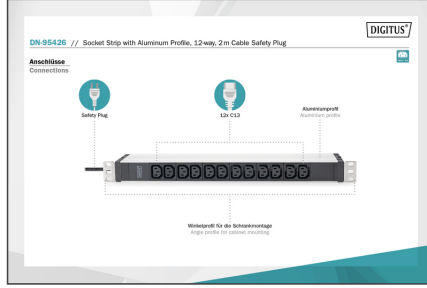 DIGITUS®
DN-95426 // Socket Strip with Aluminum Profile, 12-way, 2 m Cable Safety Plug
Anschlüsse
Connections
Safety Plug
12x C13
Aluminiumprofil
Aluminium profile
Winkelprofil für die Schrankmontage
Angle profile for cabinet mounting